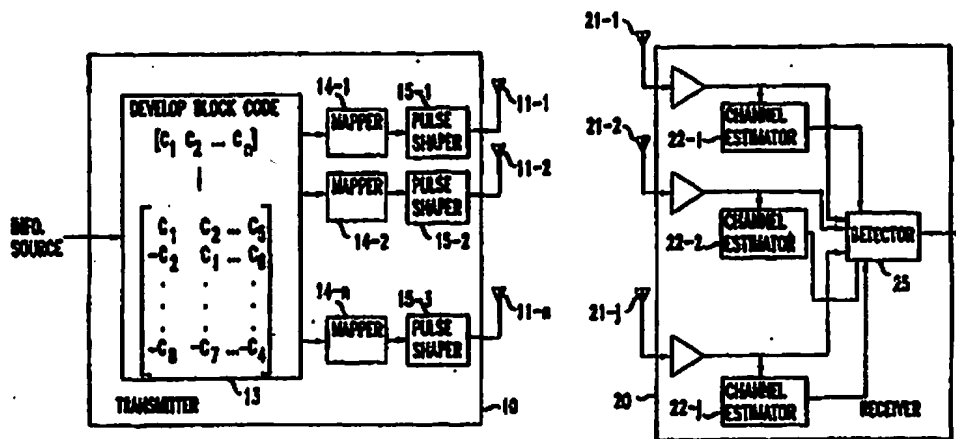 INFO.
SOURCE
DEVELOP BLOCK CODE
[C1 C2 ... Cn]
C1 C2 ... C5
-C2 C1 ... C6
-C8 -C7 ... -C4
13
TRANSMITTER
10
14-1
MAPPER
15-1
PULSE
SHAPER
11-1
MAPPER
14-2
PULSE
SHAPER
15-2
11-2
14-n
MAPPER
15-3
PULSE
SHAPER
11-n
21-1
CHANNEL
ESTIMATOR
22-1
21-2
CHANNEL
ESTIMATOR
22-2
DETECTOR
25
21-j
CHANNEL
ESTIMATOR
22-j
20
RECEIVER